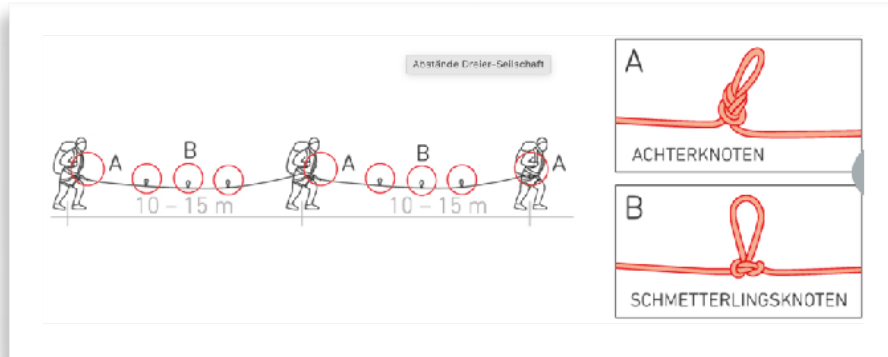 Abstände Dreier-Seilschaft
A
B
A
B
A
10 – 15 m
10 – 15 m
A
ACHTERKNOTEN
B
SCHMETTERLINGSKNOTEN